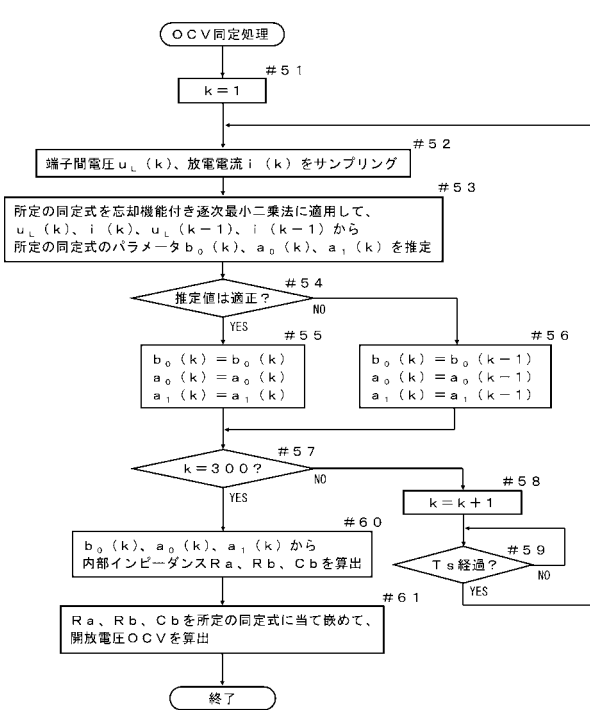 OCV同定処理
#51
k=1
#52
端子間電圧u_L(k)、放電電流i(k)をサンプリング
#53
所定の同定式を忘却機能付き逐次最小二乗法に適用して、
u_L(k)、i(k)、u_L(k-1)、i(k-1)から
所定の同定式のパラメータb₀(k)、a₀(k)、a₁(k)を推定
#54
推定値は適正?
NO
YES
#55
b₀(k)=b₀(k)
a₀(k)=a₀(k)
a₁(k)=a₁(k)
#56
b₀(k)=b₀(k-1)
a₀(k)=a₀(k-1)
a₁(k)=a₁(k-1)
#57
k=300?
NO
YES
#58
k=k+1
#59
Ts経過?
NO
YES
#60
b₀(k)、a₀(k)、a₁(k)から
内部インピーダンスRa、Rb、Cbを算出
#61
Ra、Rb、Cbを所定の同定式に当て嵌めて、
開放電圧OCVを算出
終了